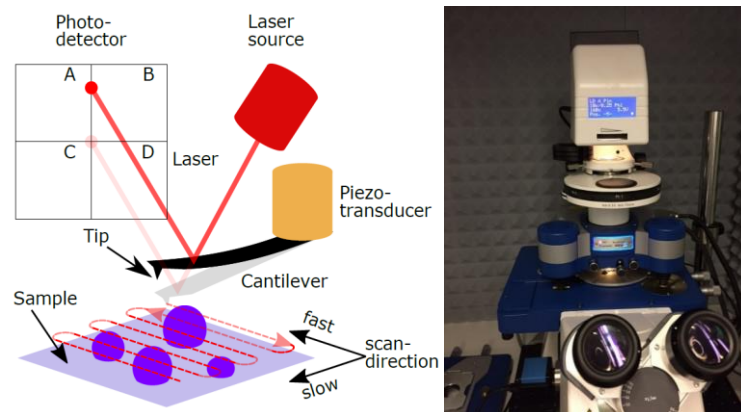 Photo-
detector
Laser
source
A
B
C
D
Laser
Piezo-
transducer
Tip
Cantilever
Sample
fast
scan-
direction
slow